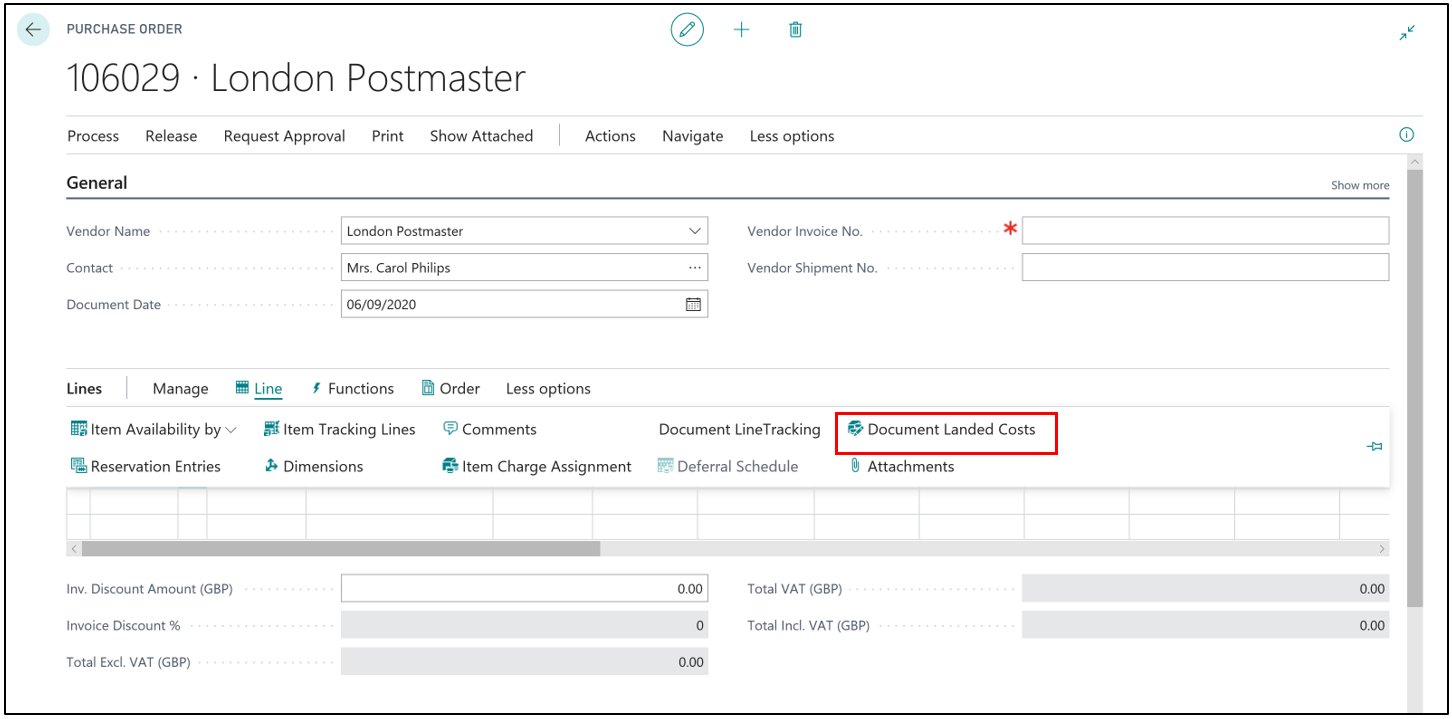 PURCHASE ORDER
106029 · London Postmaster
Process Release Request Approval Print Show Attached Actions Navigate Less options
General Show more
Vendor Name London Postmaster Vendor Invoice No. *
Contact Mrs. Carol Philips ... Vendor Shipment No.
Document Date 06/09/2020
Lines Manage Line Functions Order Less options
Item Availability by Item Tracking Lines Comments Document LineTracking Document Landed Costs
Reservation Entries Dimensions Item Charge Assignment Deferral Schedule Attachments
Inv. Discount Amount (GBP) 0.00 Total VAT (GBP) 0.00
Invoice Discount % 0 Total Incl. VAT (GBP) 0.00
Total Excl. VAT (GBP) 0.00